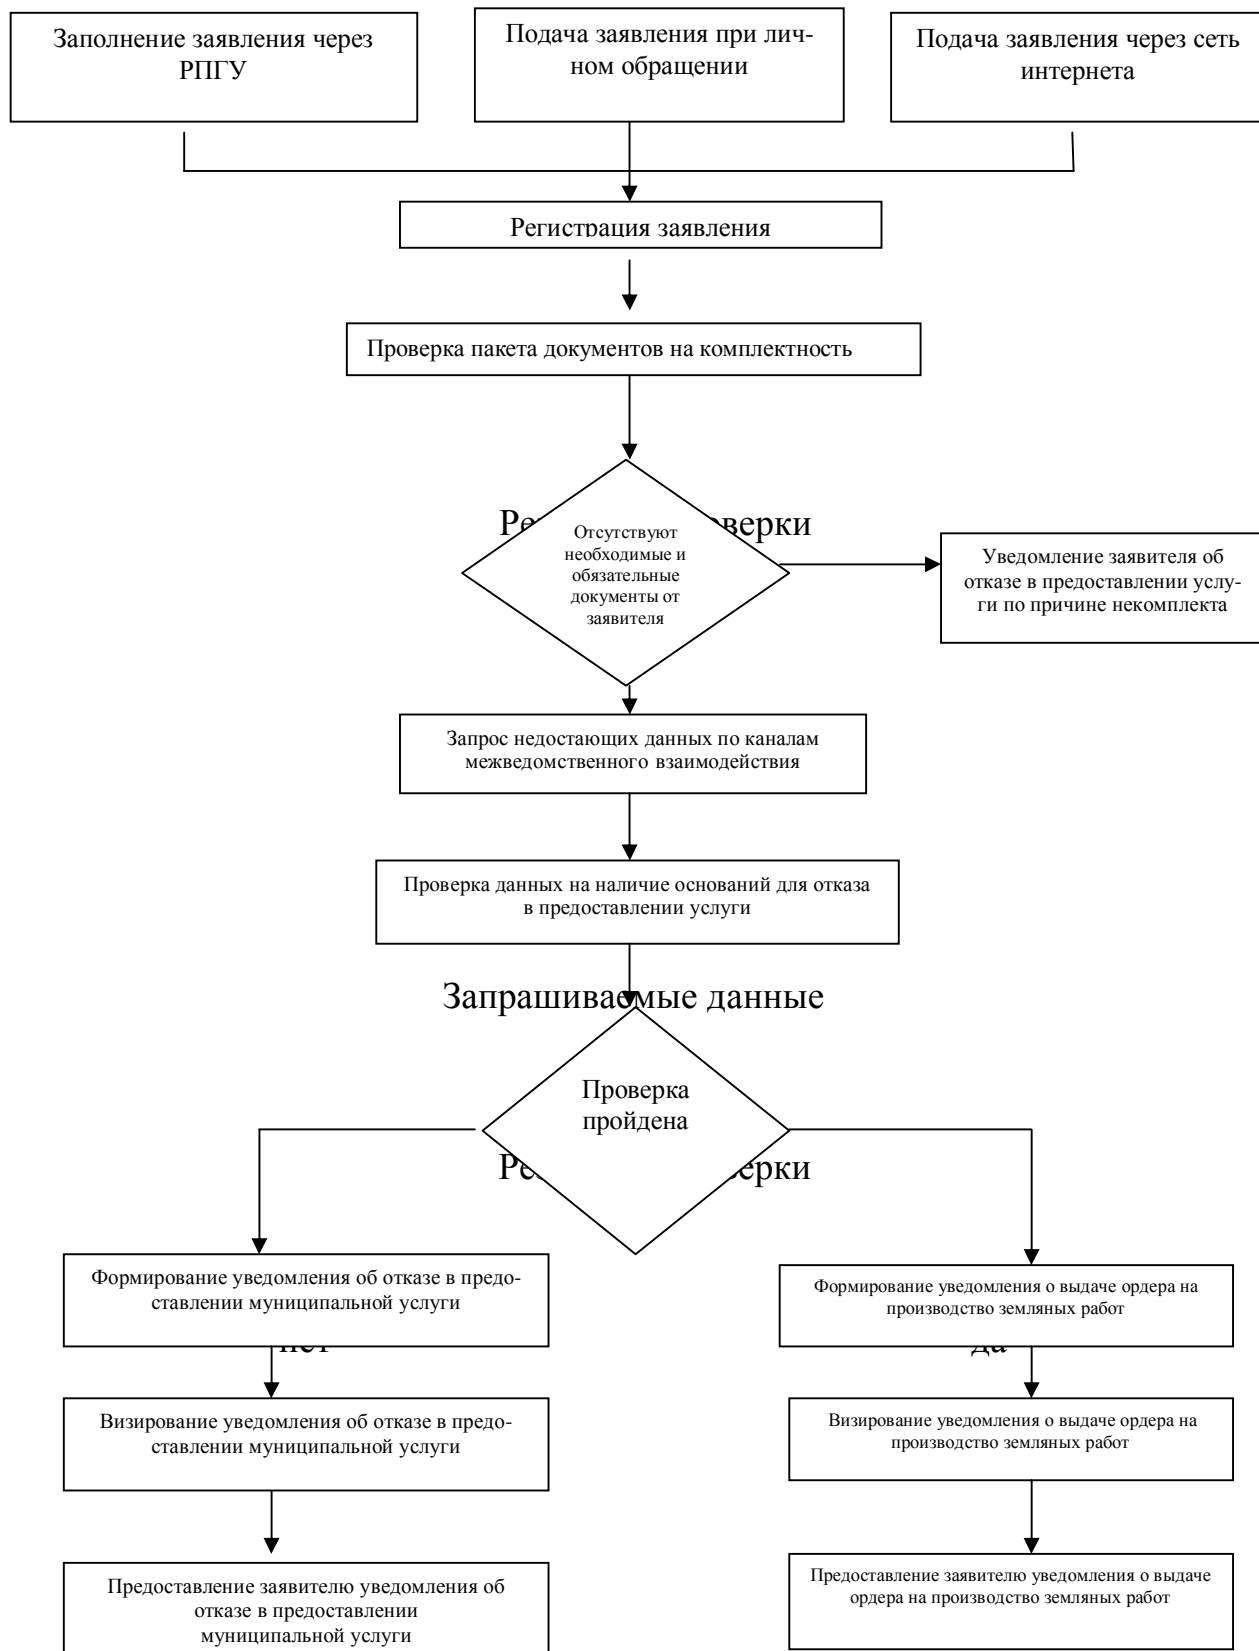 Заполнение заявления через
РПГУ
Подача заявления при лич-
ном обращении
Подача заявления через сеть
интернета
Регистрация заявления
Проверка пакета документов на комплектность
Отсутствуют
необходимые и
обязательные
документы от
заявителя
Уведомление заявителя об
отказе в предоставлении услу-
ги по причине некомплекта
Запрос недостающих данных по каналам
межведомственного взаимодействия
Проверка данных на наличие оснований для отказа
в предоставлении услуги
Запрашиваемые данные
Проверка
пройдена
Формирование уведомления об отказе в предо-
ставлении муниципальной услуги
нет
Формирование уведомления о выдаче ордера на
производство земляных работ
да
Визирование уведомления об отказе в предо-
ставлении муниципальной услуги
Визирование уведомления о выдаче ордера на
производство земляных работ
Предоставление заявителю уведомления об
отказе в предоставлении
муниципальной услуги
Предоставление заявителю уведомления о выдаче
ордера на производство земляных работ